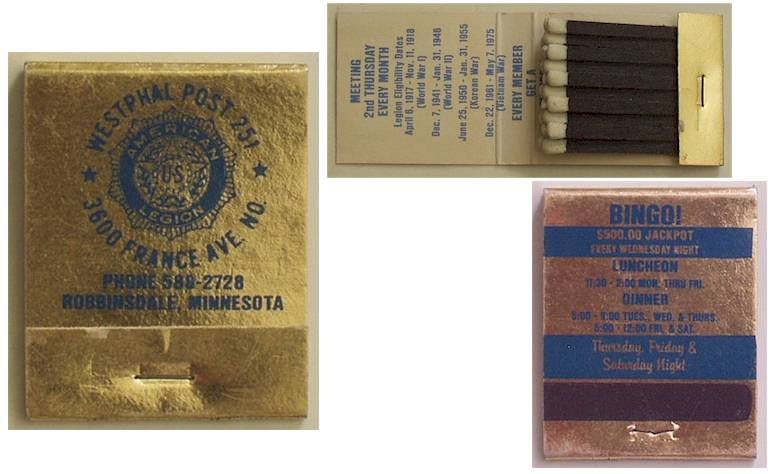 WESTPHAL POST 251
AMERICAN
US
LEGION
★ 3600 FRANCE AVE. NO. ★
PHONE 588-2728
ROBBINSDALE, MINNESOTA
MEETING
2nd THURSDAY
EVERY MONTH
Legion Eligibility Dates
April 6, 1917 - Nov. 11, 1918
(World War I)
Dec. 7, 1941 - Jan. 31, 1946
(World War II)
June 25, 1950 - Jan. 31, 1955
(Korean War)
Dec. 22, 1961 - May 7, 1975
(Vietnam War)
EVERY MEMBER
GET A
BINGO!
$500.00 JACKPOT
EVERY WEDNESDAY NIGHT
LUNCHEON
11:30 - 2:00 MON. THRU FRI.
DINNER
5:00 - 9:00 TUES., WED. & THURS.
5:00 - 12:00 FRI. & SAT.
Thursday, Friday &
Saturday Night